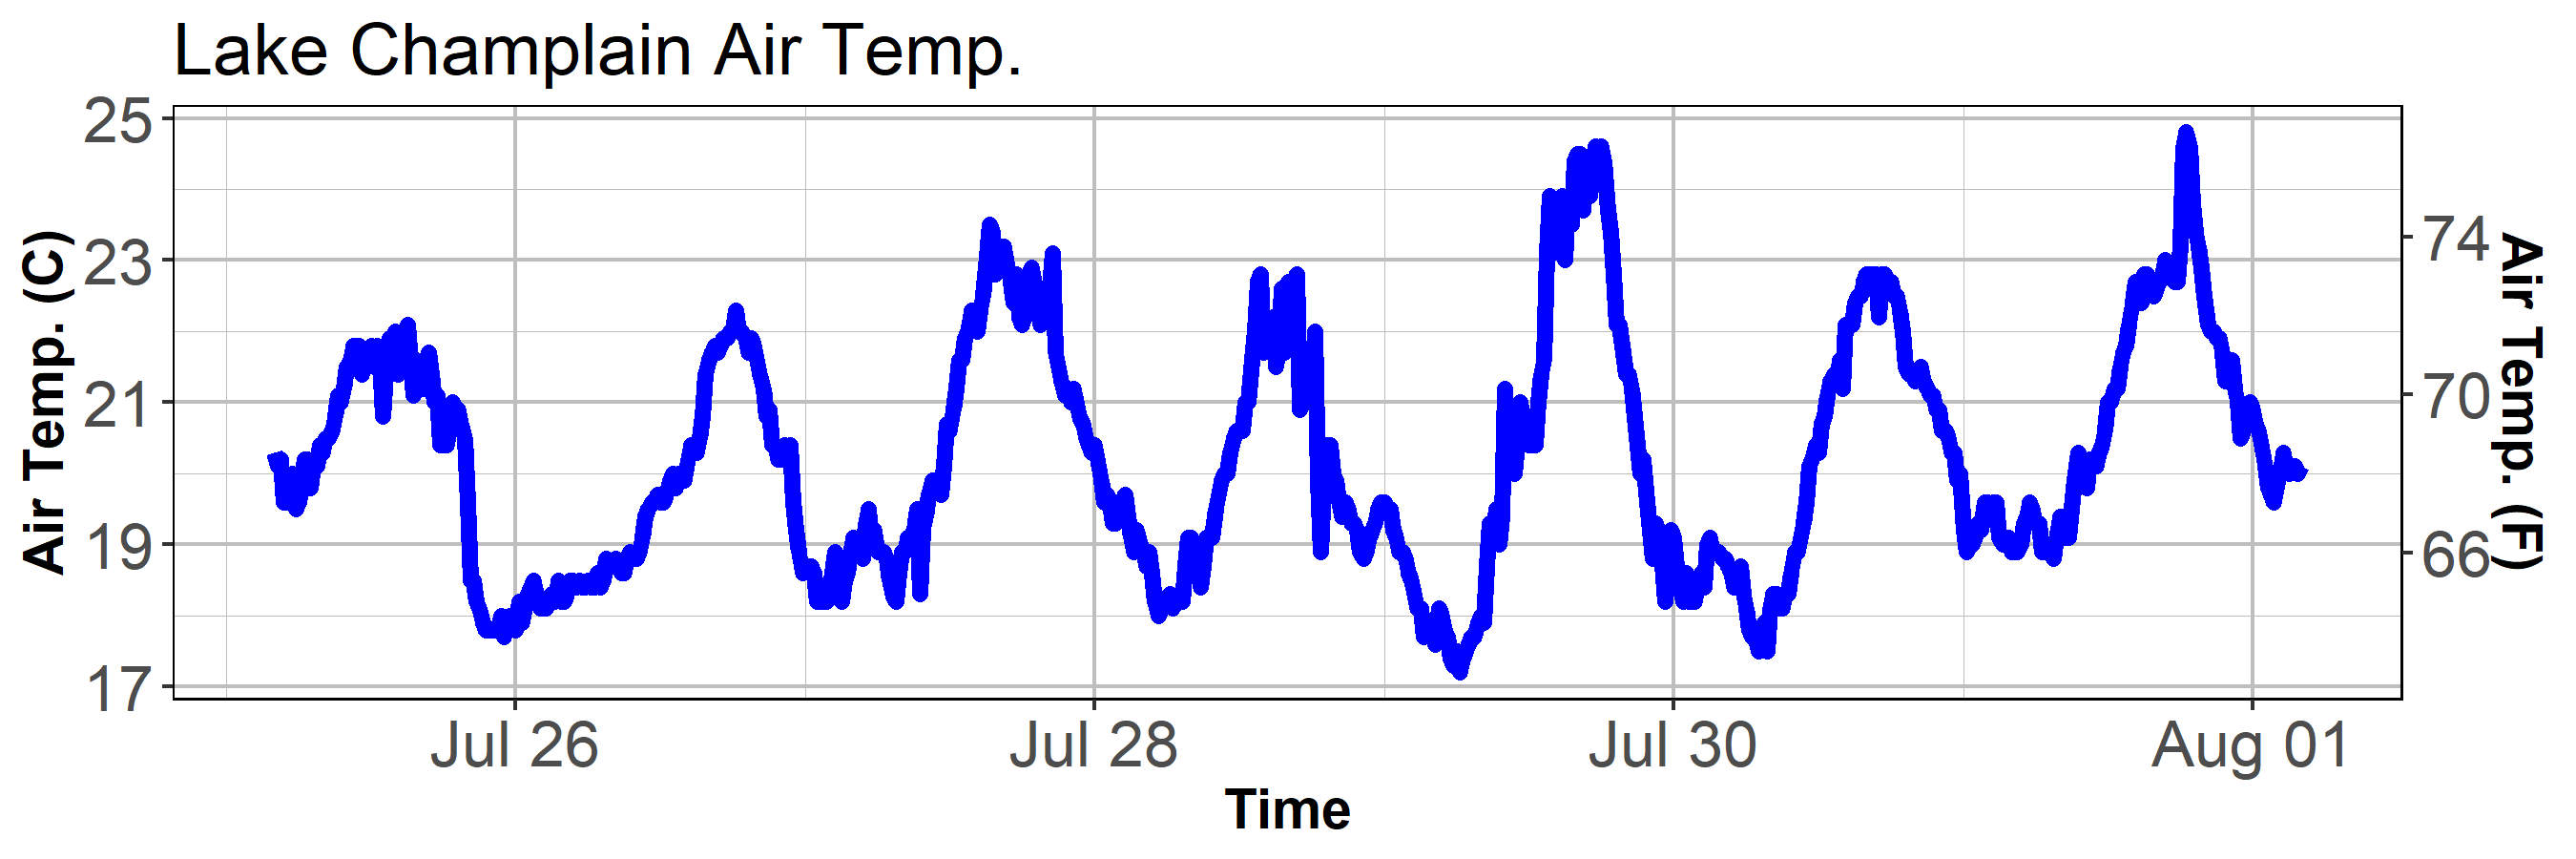 Lake Champlain Air Temp.
Air Temp. (C)
25
23
21
19
17
74
70
66
Air Temp. (F)
Jul 26
Jul 28
Jul 30
Aug 01
Time